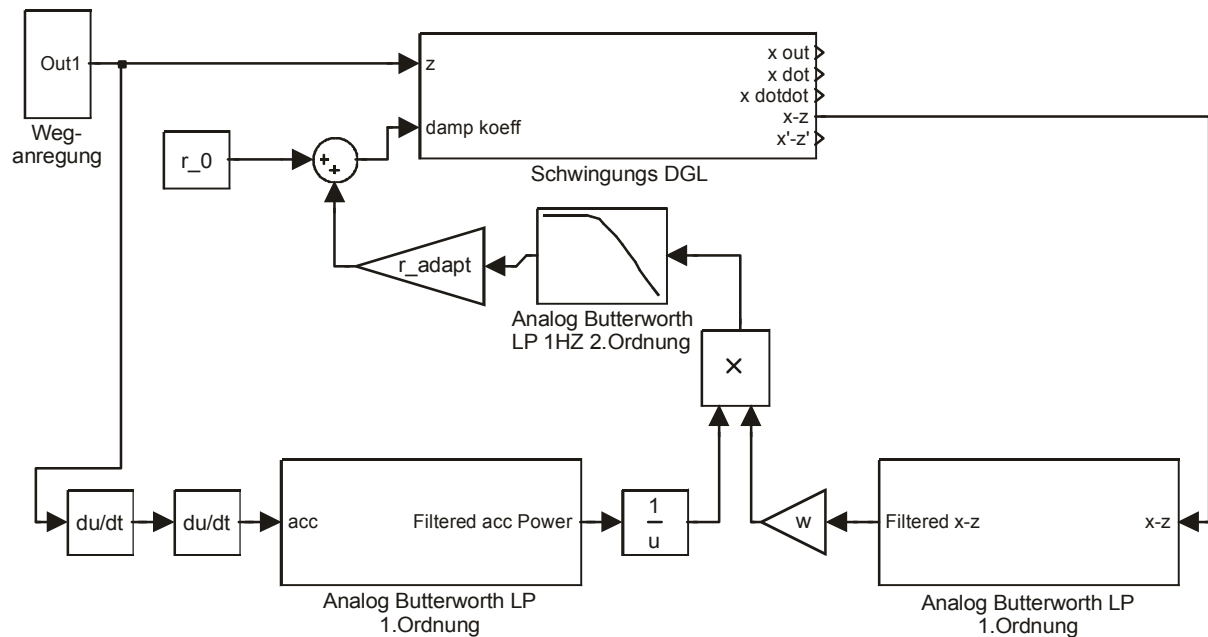 Out1
Weg-
anregung
z
damp koeff
x out
x dot
x dotdot
x-z
x'-z'
Schwingungs DGL
r_0
+
+
r_adapt
Analog Butterworth
LP 1HZ 2.Ordnung
×
du/dt
du/dt
acc
Filtered acc Power
Analog Butterworth LP
1.Ordnung
1
u
w
Filtered x-z
x-z
Analog Butterworth LP
1.Ordnung